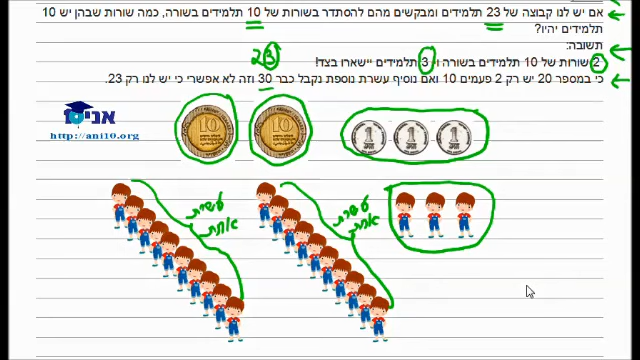 אם יש לנו קבוצה של 23 תלמידים ומבקשים מהם להסתדר בשורות של 10 תלמידים בשורה, כמה שורות שבהן יש 10
תלמידים יהיו?
תשובה:
2 שורות של 10 תלמידים בשורה ו- 3 תלמידים יישארו בצד!
23
כי במספר 20 יש רק 2 פעמים 10 ואם נוסיף עשרת נוספת נקבל כבר 30 וזה לא אפשרי כי יש לנו רק 23.
אני10
http://ani10.org
10 10 1 1 1
עשרת
אחת
עשרת
אחת